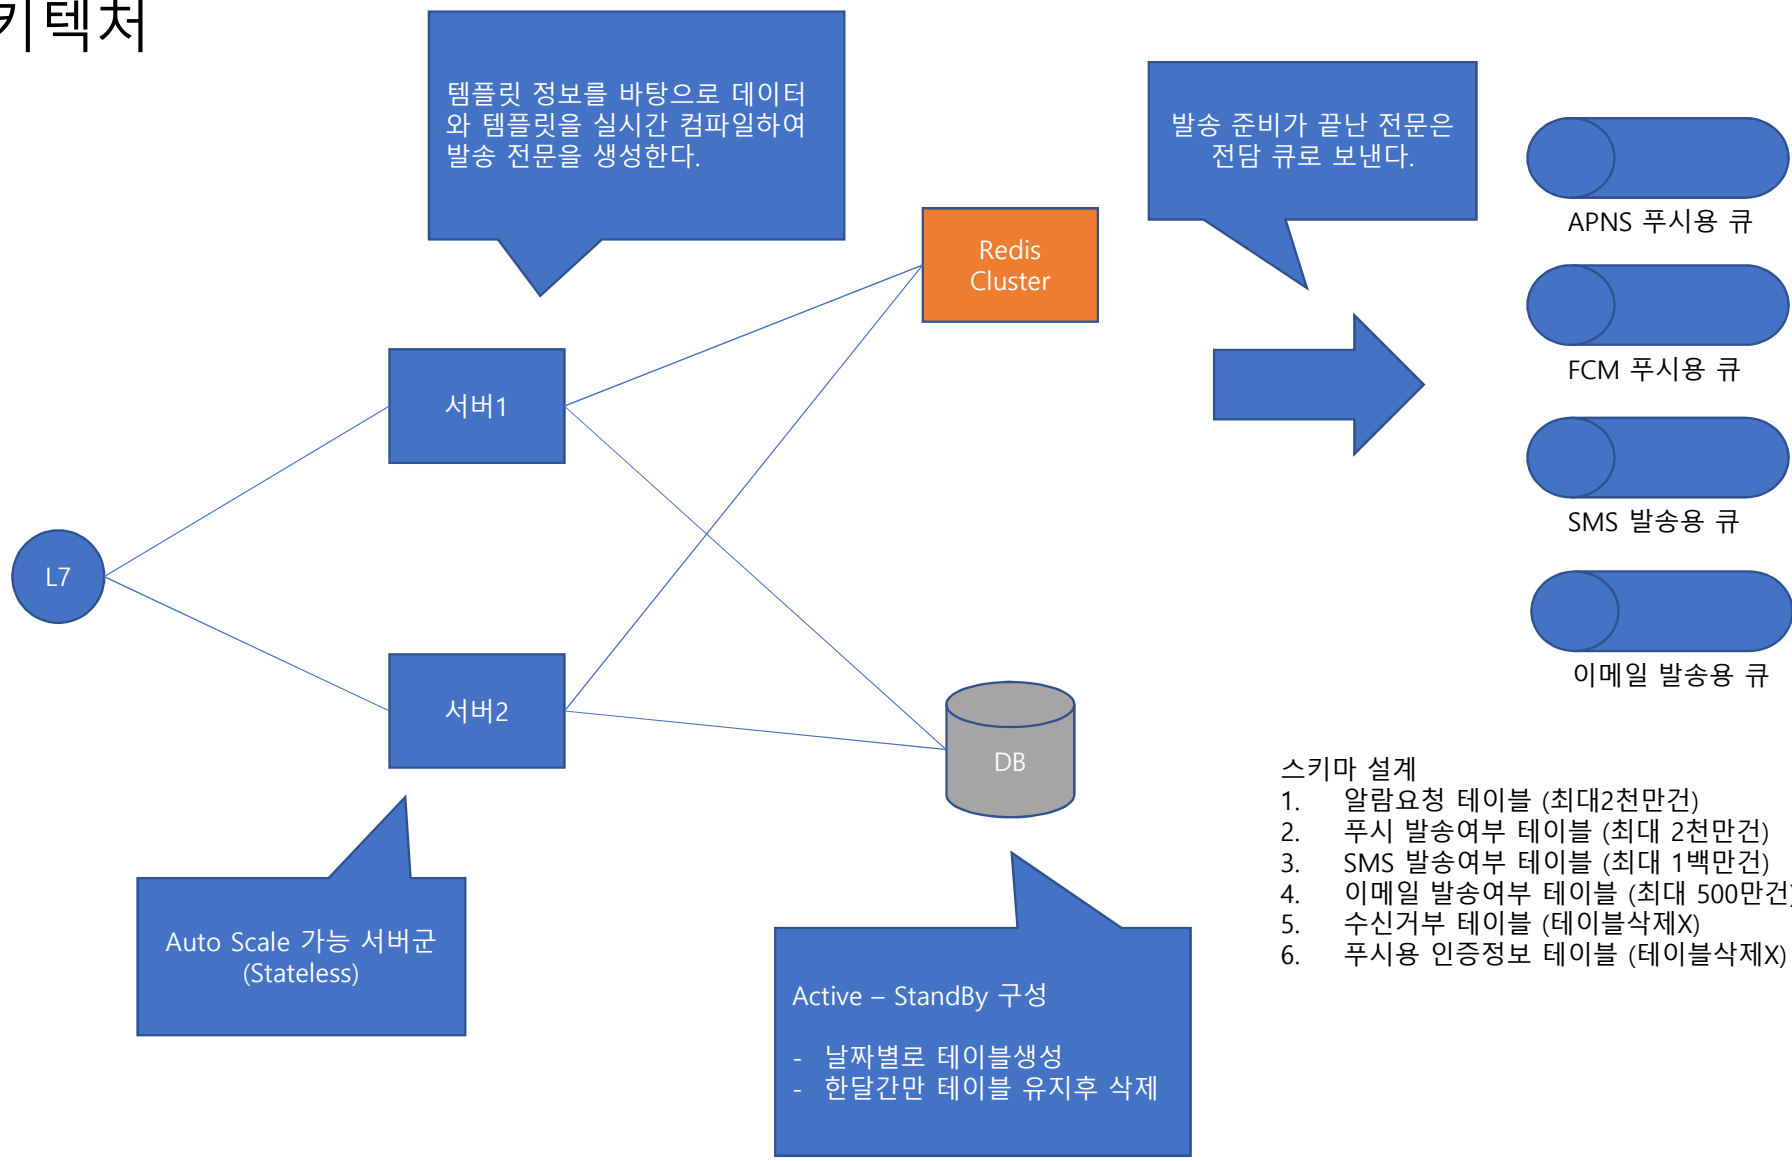 키텍처
템플릿 정보를 바탕으로 데이터
와 템플릿을 실시간 컴파일하여
발송 전문을 생성한다.
발송 준비가 끝난 전문은
전담 큐로 보낸다.
APNS 푸시용 큐
Redis
Cluster
FCM 푸시용 큐
서버1
SMS 발송용 큐
L7
이메일 발송용 큐
서버2
DB
스키마 설계
1. 알람요청 테이블 (최대2천만건)
2. 푸시 발송여부 테이블 (최대 2천만건)
3. SMS 발송여부 테이블 (최대 1백만건)
4. 이메일 발송여부 테이블 (최대 500만건)
5. 수신거부 테이블 (테이블삭제X)
6. 푸시용 인증정보 테이블 (테이블삭제X)
Auto Scale 가능 서버군
(Stateless)
Active – StandBy 구성
- 날짜별로 테이블생성
- 한달간만 테이블 유지후 삭제